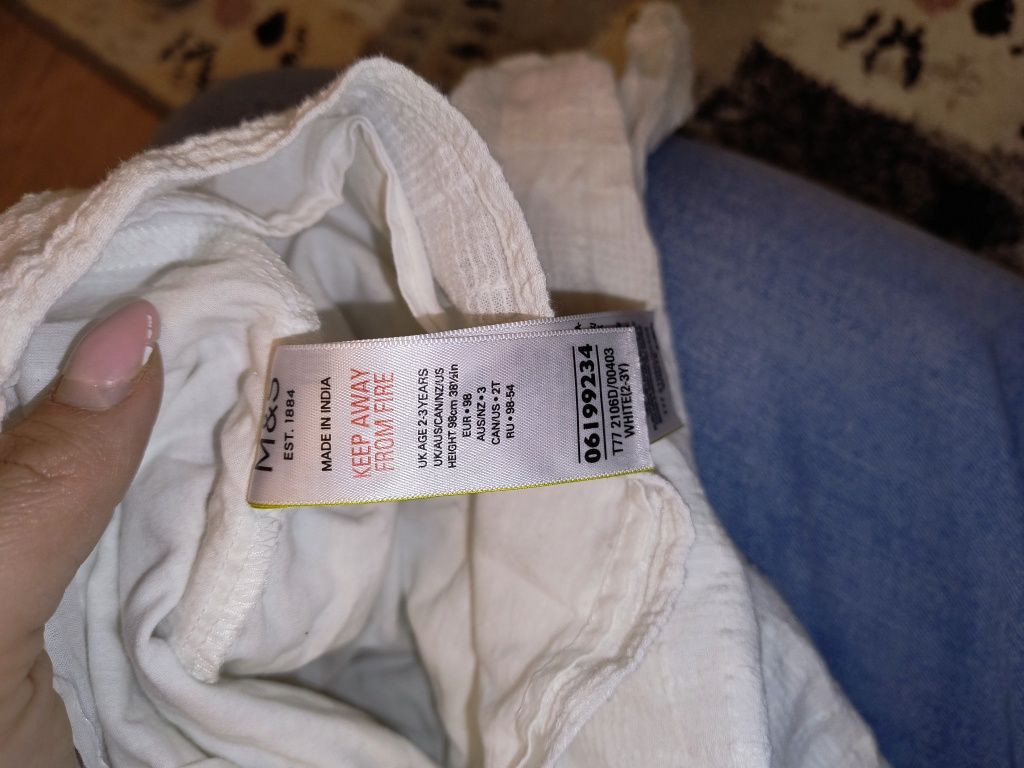 M&S
EST. 1884
MADE IN INDIA
KEEP AWAY
FROM FIRE
UK AGE 2-3 YEARS
UK/AUS/CAN/NZ/US
HEIGHT 98cm 38½in
EUR • 98
AUS/NZ • 3
CAN/US • 2T
RU • 98-54
06199234
T77 2106D/00403
WHITE(2-3Y)